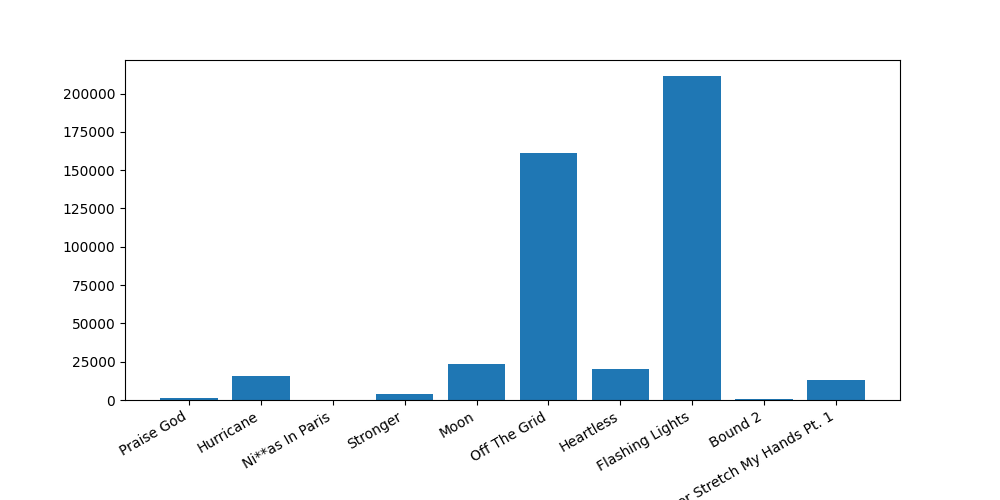 200000
175000
150000
125000
100000
75000
50000
25000
0
Praise God
Hurricane
Ni**as In Paris
Stronger
Moon
Off The Grid
Heartless
Flashing Lights
Bound 2
Stretch My Hands Pt. 1